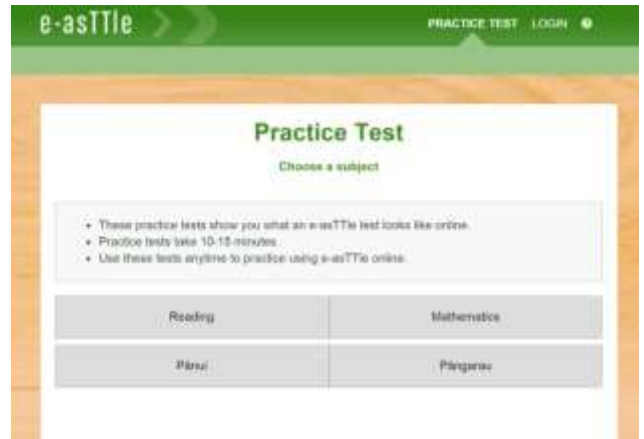 e-asTTle
PRACTICE TEST LOGIN ?
Practice Test
Choose a subject
• These practice tests show you what an e-asTTle test looks like online.
• Practice tests take 10-15 minutes.
• Use these tests anytime to practice using e-asTTle online.
Reading Mathematics
Pānui Pāngarau